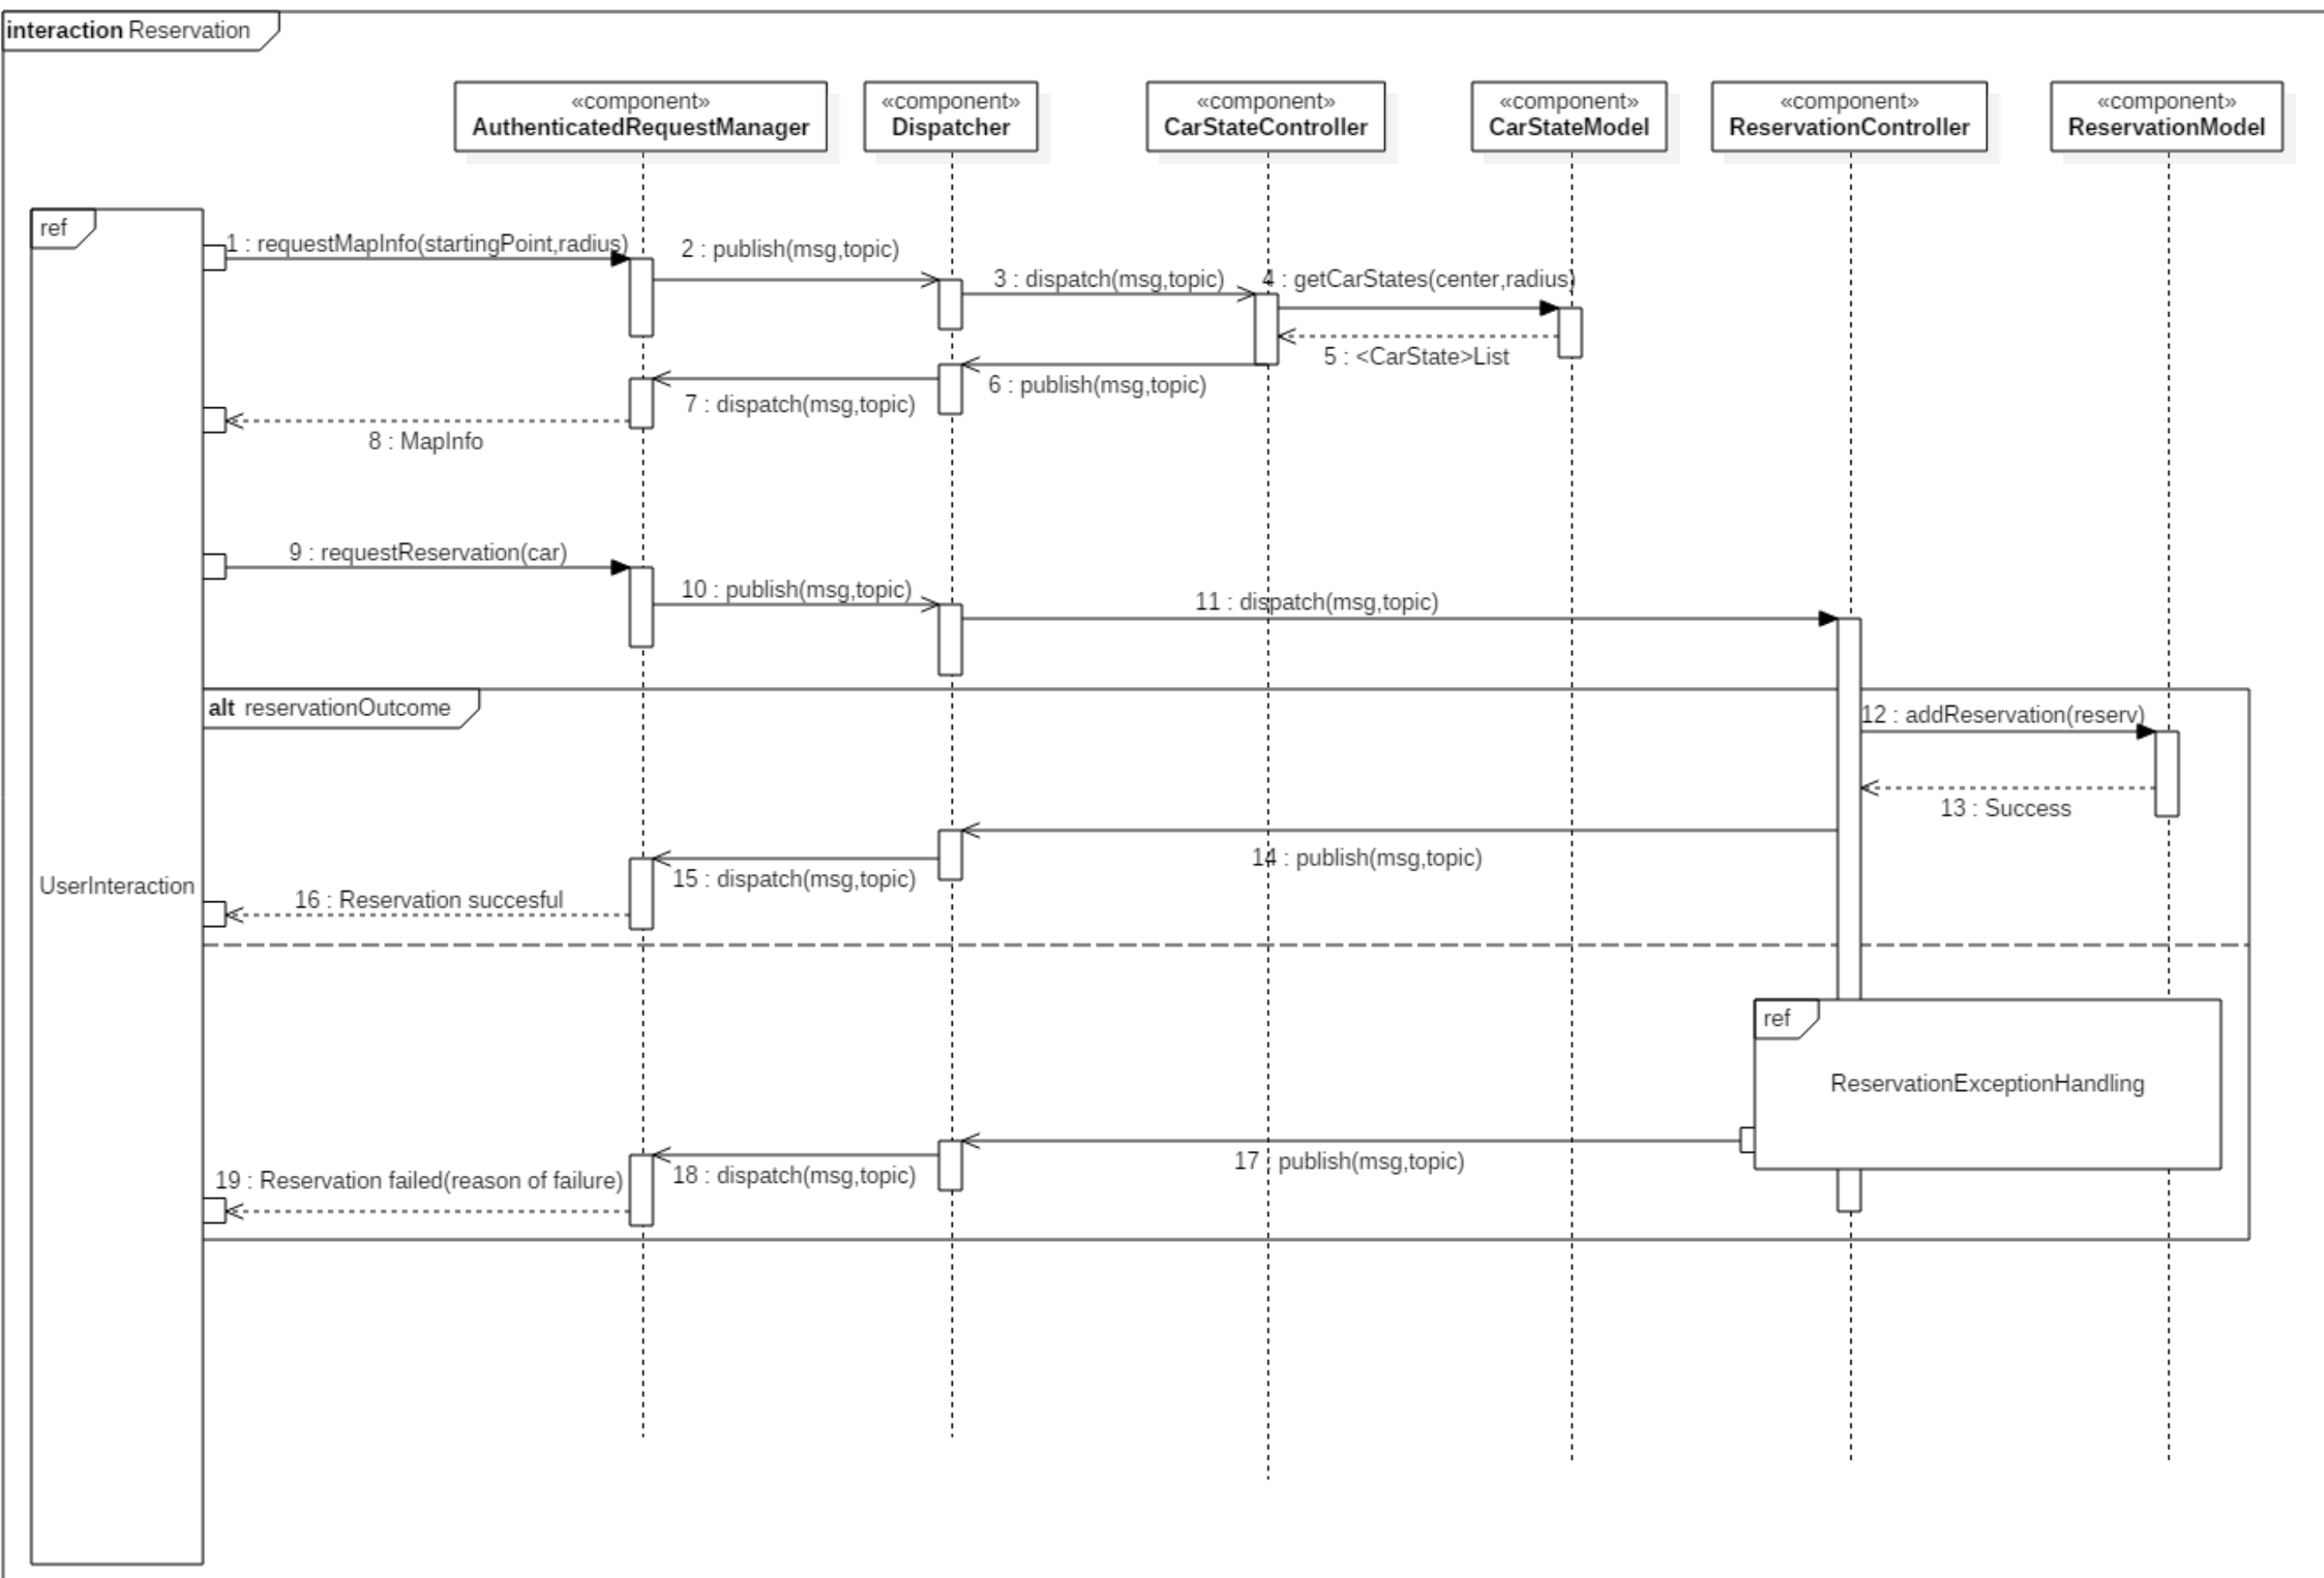 interaction Reservation
«component»
AuthenticatedRequestManager
«component»
Dispatcher
«component»
CarStateController
«component»
CarStateModel
«component»
ReservationController
«component»
ReservationModel
ref
UserInteraction
1 : requestMapInfo(startingPoint,radius)
2 : publish(msg,topic)
3 : dispatch(msg,topic)
4 : getCarStates(center,radius)
5 : <CarState>List
6 : publish(msg,topic)
7 : dispatch(msg,topic)
8 : MapInfo
9 : requestReservation(car)
10 : publish(msg,topic)
11 : dispatch(msg,topic)
alt reservationOutcome
12 : addReservation(reserv)
13 : Success
14 : publish(msg,topic)
15 : dispatch(msg,topic)
16 : Reservation succesful
ref
ReservationExceptionHandling
17 : publish(msg,topic)
18 : dispatch(msg,topic)
19 : Reservation failed(reason of failure)